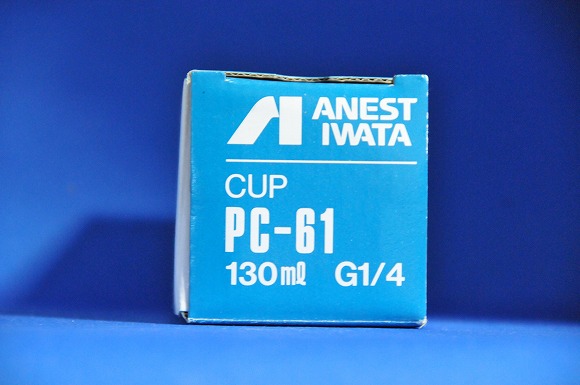 ANEST
IWATA
CUP
PC-61
130ml G1/4